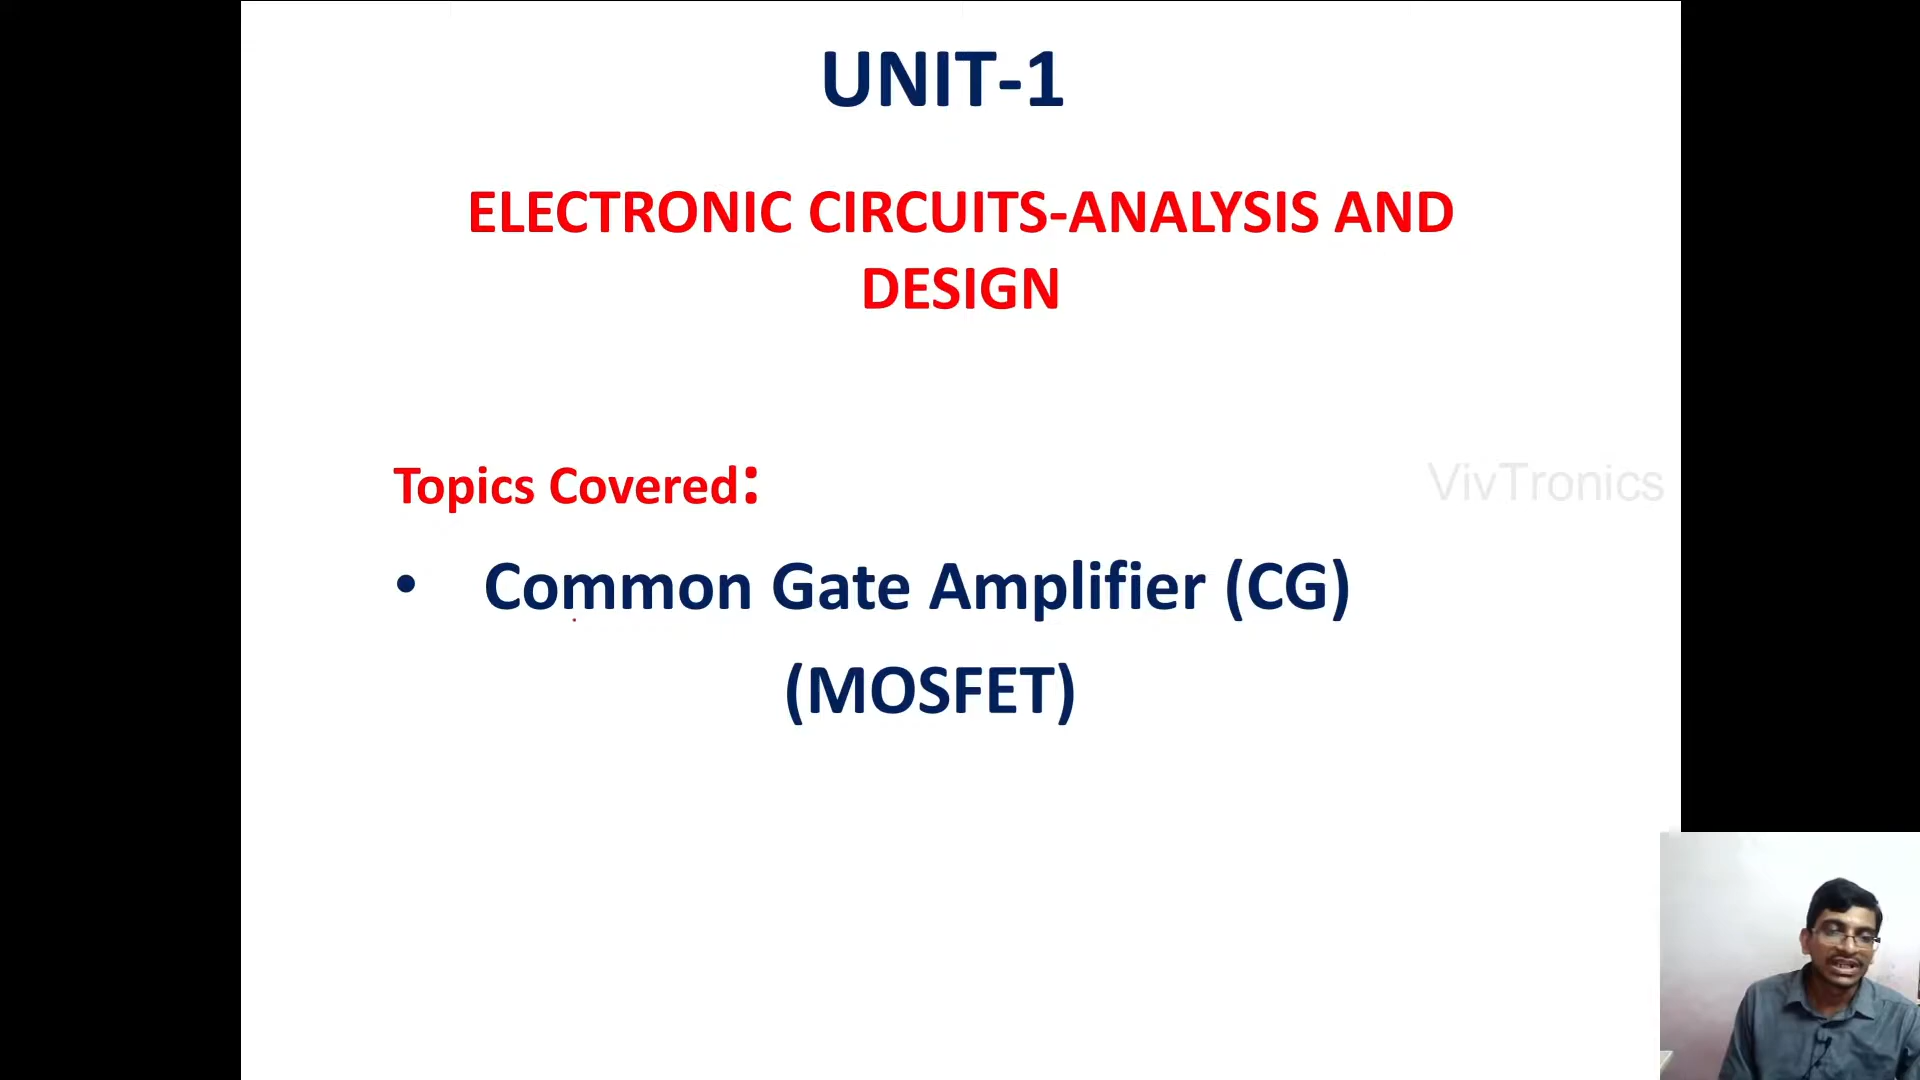 UNIT-1
ELECTRONIC CIRCUITS-ANALYSIS AND
DESIGN
Topics Covered:
VivTronics
• Common Gate Amplifier (CG)
(MOSFET)